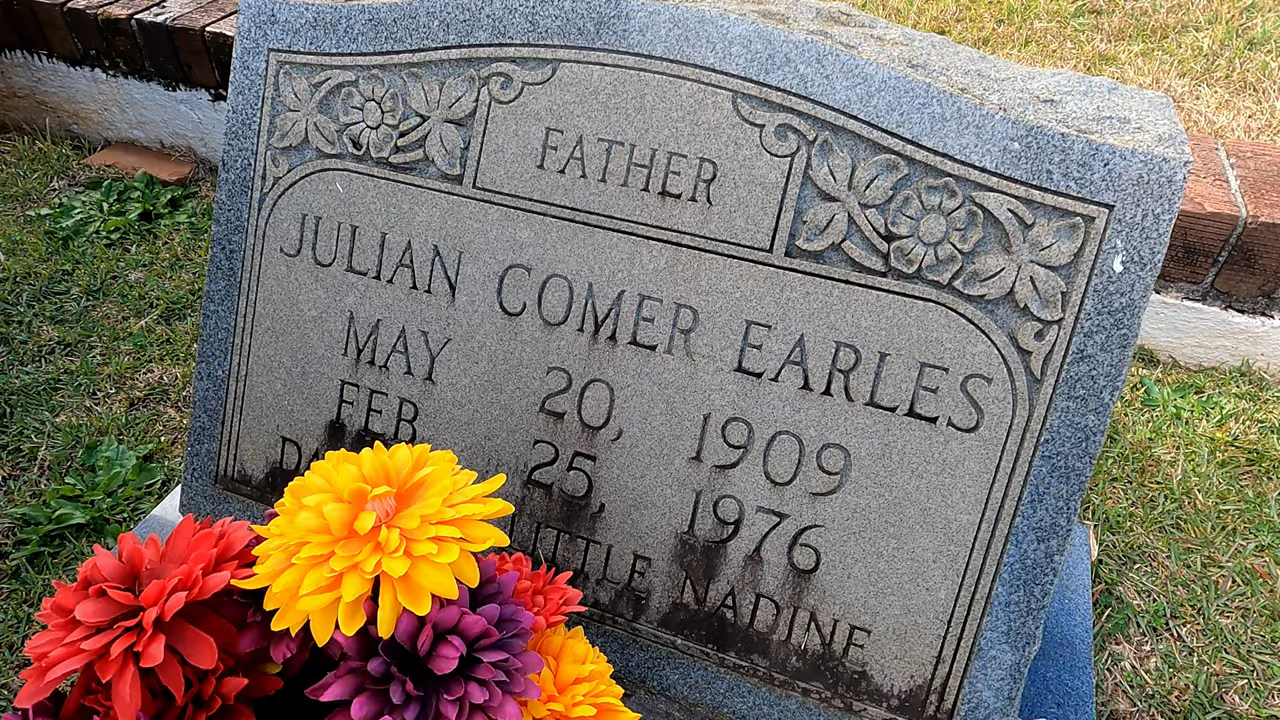 FATHER
JULIAN COMER EARLES
MAY 20, 1909
FEB 25, 1976
LITTLE NADINE